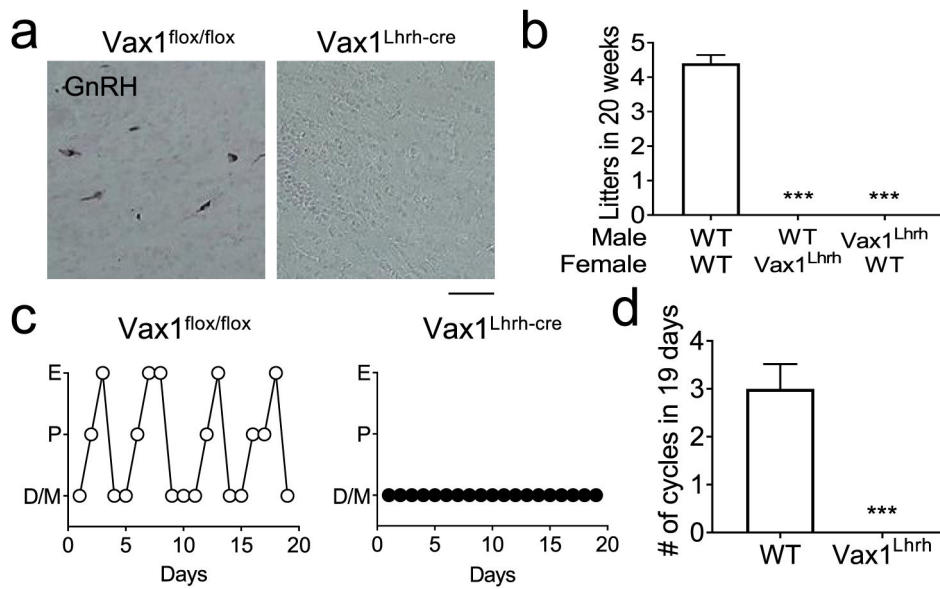 a
Vax1flox/flox
Vax1Lhrh-cre
GnRH
b
Litters in 20 weeks
5
4
3
2
1
0
***
***
Male WT WT Vax1Lhrh
Female WT Vax1Lhrh WT
c
Vax1flox/flox
E
P
D/M
0 5 10 15 20
Days
Vax1Lhrh-cre
E
P
D/M
0 5 10 15 20
Days
d
# of cycles in 19 days
4
3
2
1
0
***
WT Vax1Lhrh